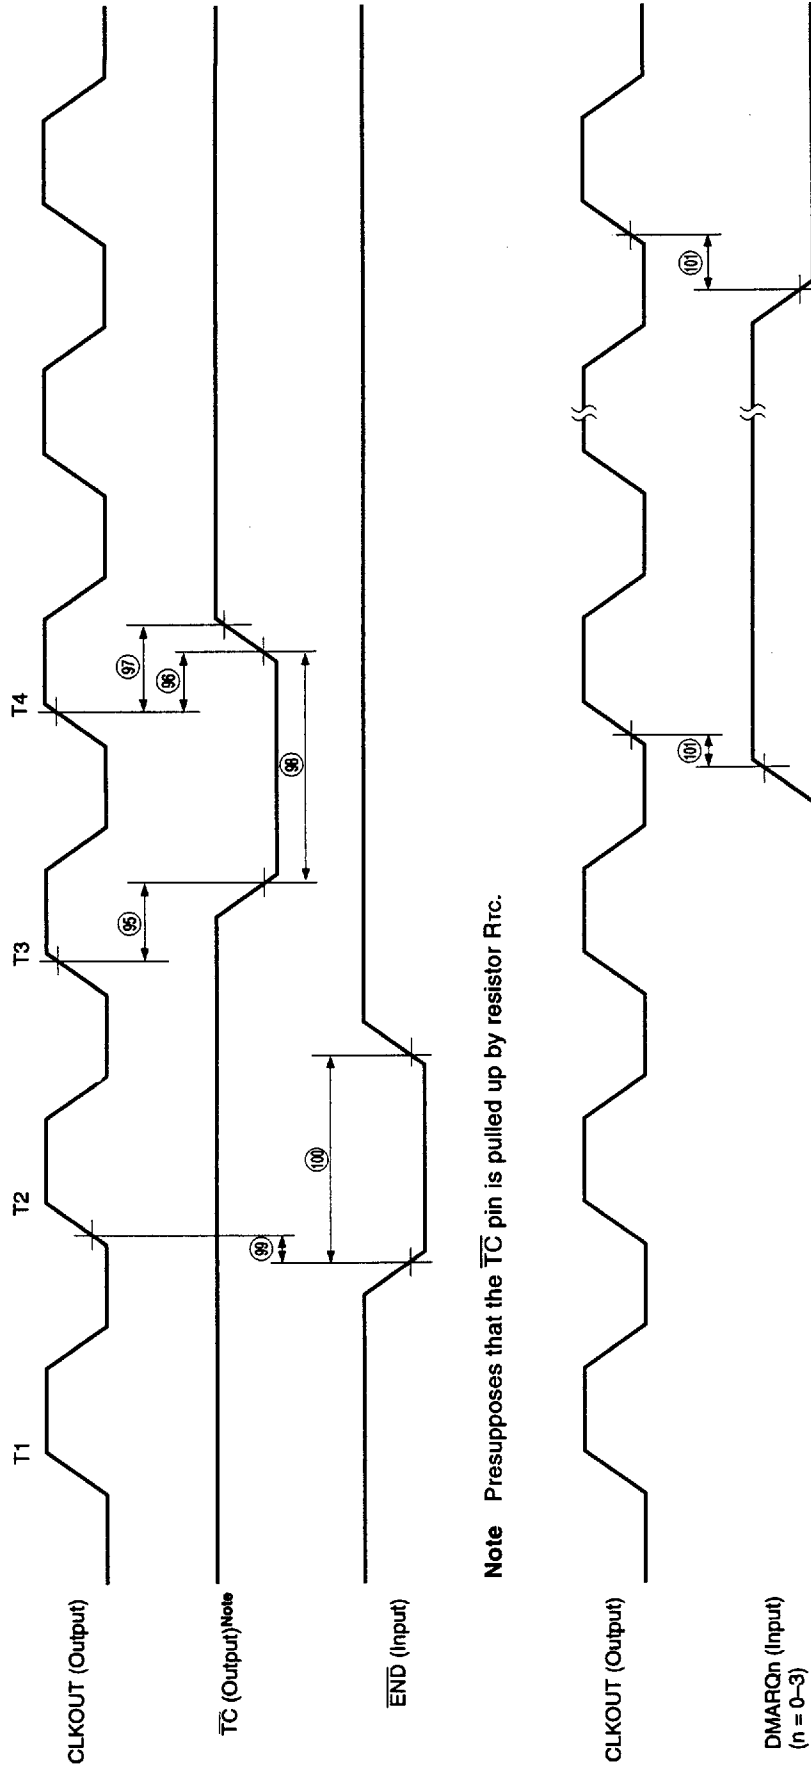 T1
T2
T3
T4
CLKOUT (Output)
95
97
96
TC (Output)Note
98
99
END (Input)
100
Note Presupposes that the TC pin is pulled up by resistor RTC.
CLKOUT (Output)
101
101
DMARQn (Input)
(n = 0–3)